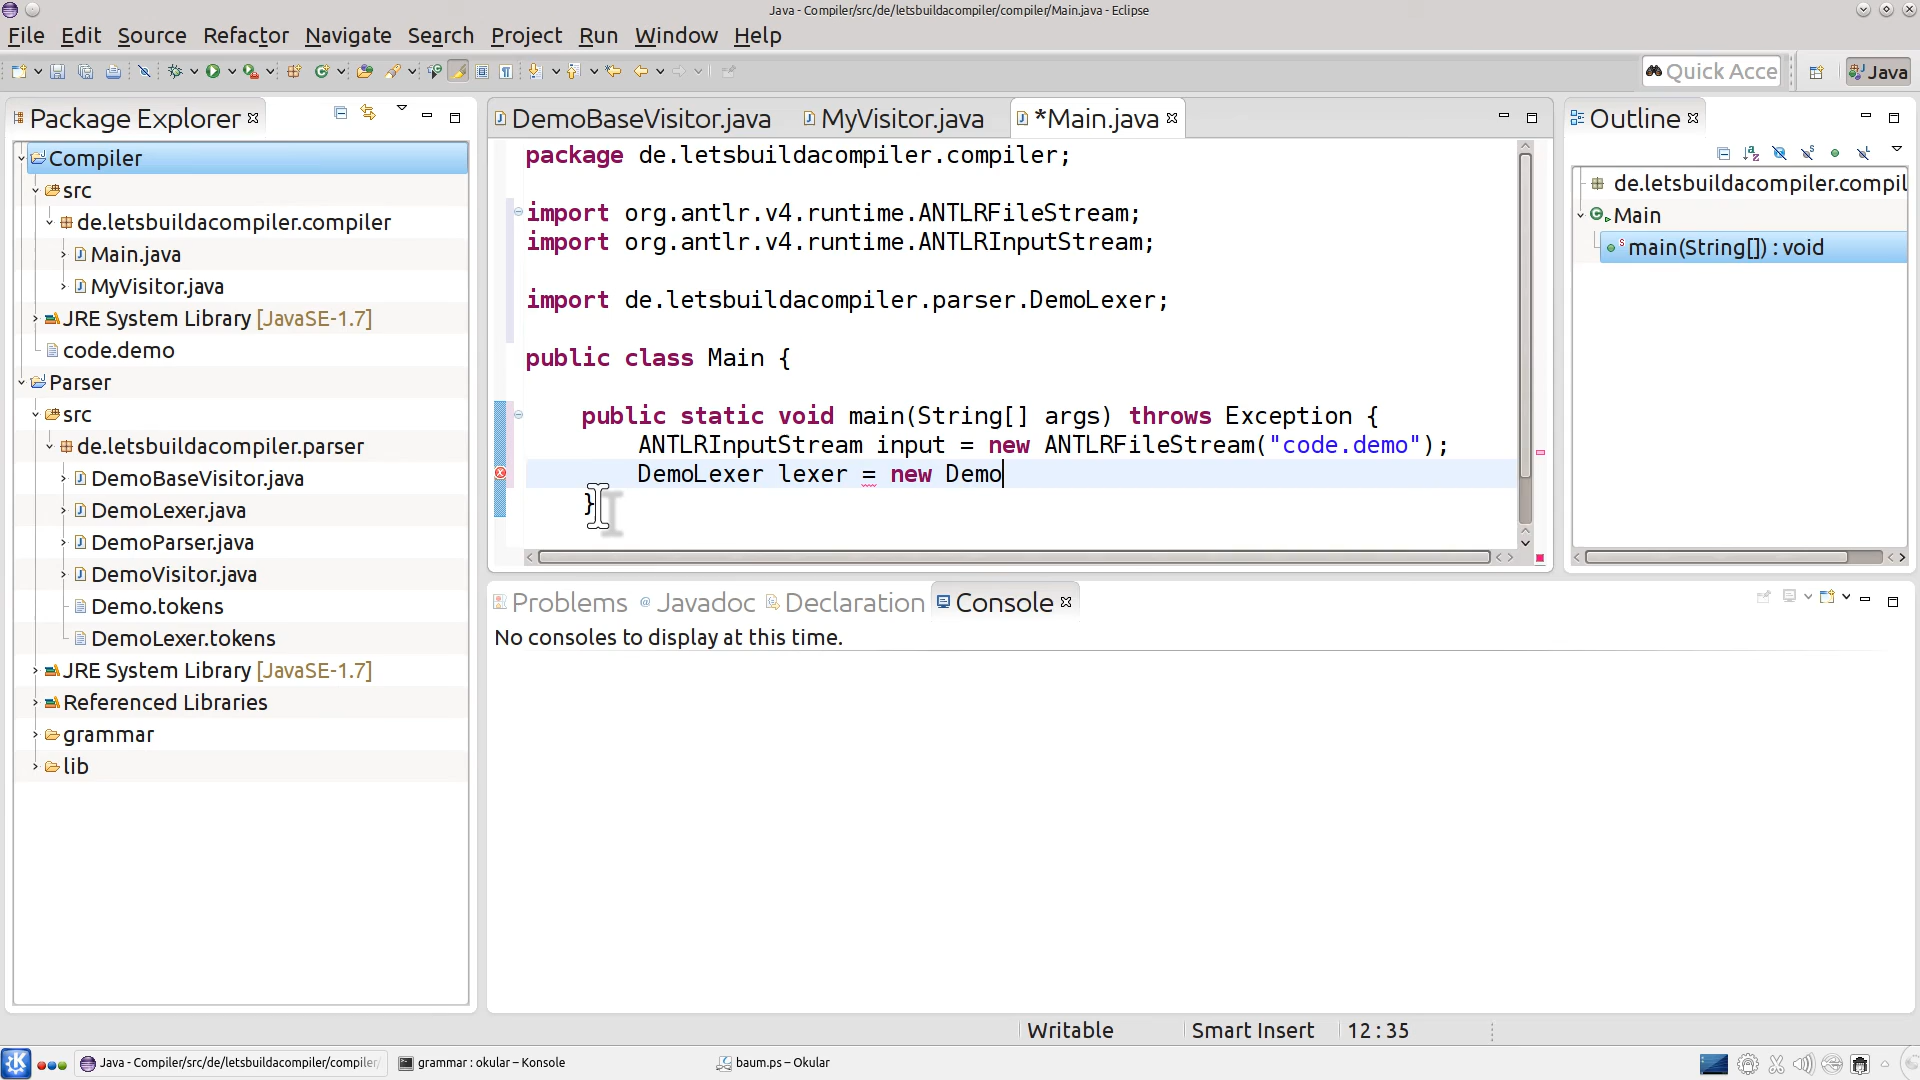 Java - Compiler/src/de/letsbuildacompiler/compiler/Main.java - Eclipse
File Edit Source Refactor Navigate Search Project Run Window Help
Quick Acce
Java
Package Explorer
Compiler
src
de.letsbuildacompiler.compiler
Main.java
MyVisitor.java
JRE System Library [JavaSE-1.7]
code.demo
Parser
src
de.letsbuildacompiler.parser
DemoBaseVisitor.java
DemoLexer.java
DemoParser.java
DemoVisitor.java
Demo.tokens
DemoLexer.tokens
JRE System Library [JavaSE-1.7]
Referenced Libraries
grammar
lib
DemoBaseVisitor.java MyVisitor.java *Main.java
package de.letsbuildacompiler.compiler;
import org.antlr.v4.runtime.ANTLRFileStream;
import org.antlr.v4.runtime.ANTLRInputStream;
import de.letsbuildacompiler.parser.DemoLexer;
public class Main {
public static void main(String[] args) throws Exception {
ANTLRInputStream input = new ANTLRFileStream("code.demo");
DemoLexer lexer = new Demo
}
Outline
de.letsbuildacompil
Main
main(String[]) : void
Problems Javadoc Declaration Console
No consoles to display at this time.
Writable Smart Insert 12 : 35
Java - Compiler/src/de/letsbuildacompiler/compiler/ grammar : okular – Konsole baum.ps – Okular